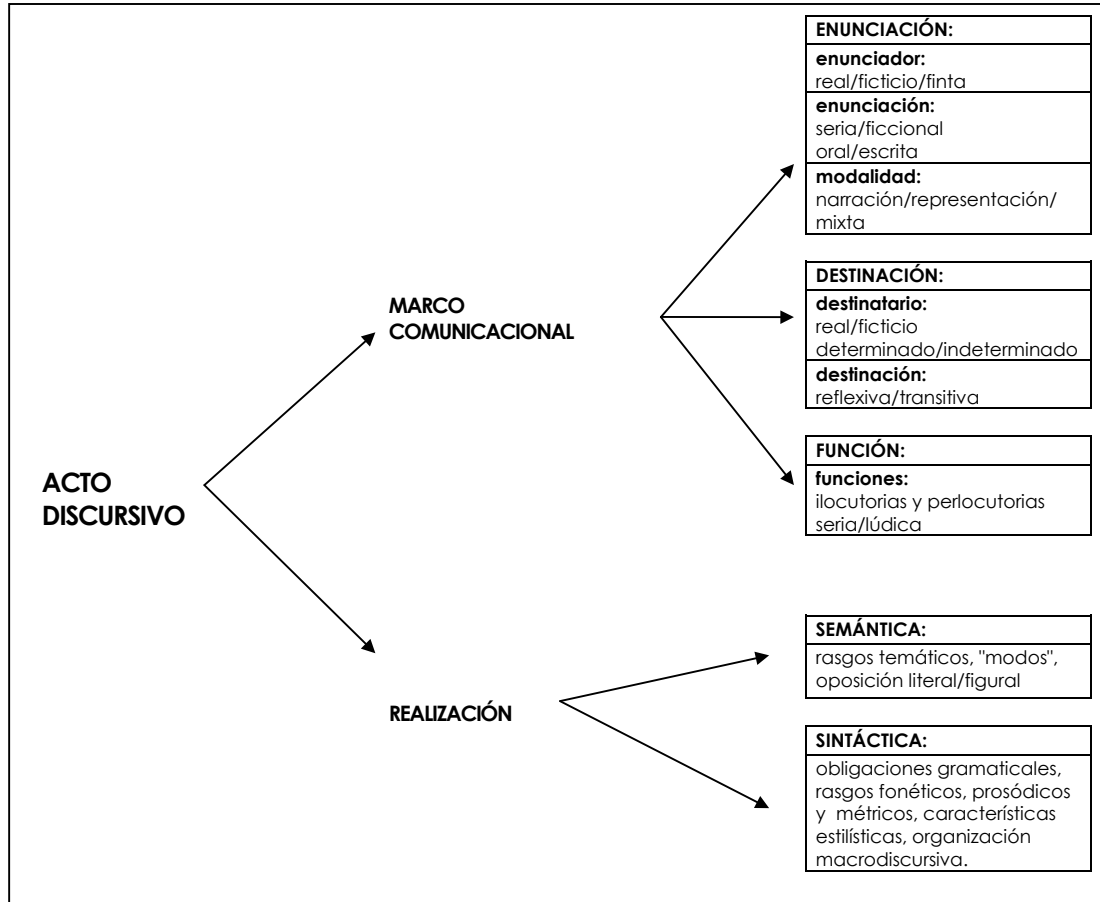 ENUNCIACIÓN:
enunciador:
real/ficticio/finta
enunciación:
seria/ficcional
oral/escrita
modalidad:
narración/representación/
mixta
DESTINACIÓN:
destinatario:
real/ficticio
determinado/indeterminado
destinación:
reflexiva/transitiva
MARCO
COMUNICACIONAL
FUNCIÓN:
funciones:
ilocutorias y perlocutorias
seria/lúdica
ACTO
DISCURSIVO
SEMÁNTICA:
rasgos temáticos, "modos",
oposición literal/figural
REALIZACIÓN
SINTÁCTICA:
obligaciones gramaticales,
rasgos fonéticos, prosódicos
y métricos, características
estilísticas, organización
macrodiscursiva.